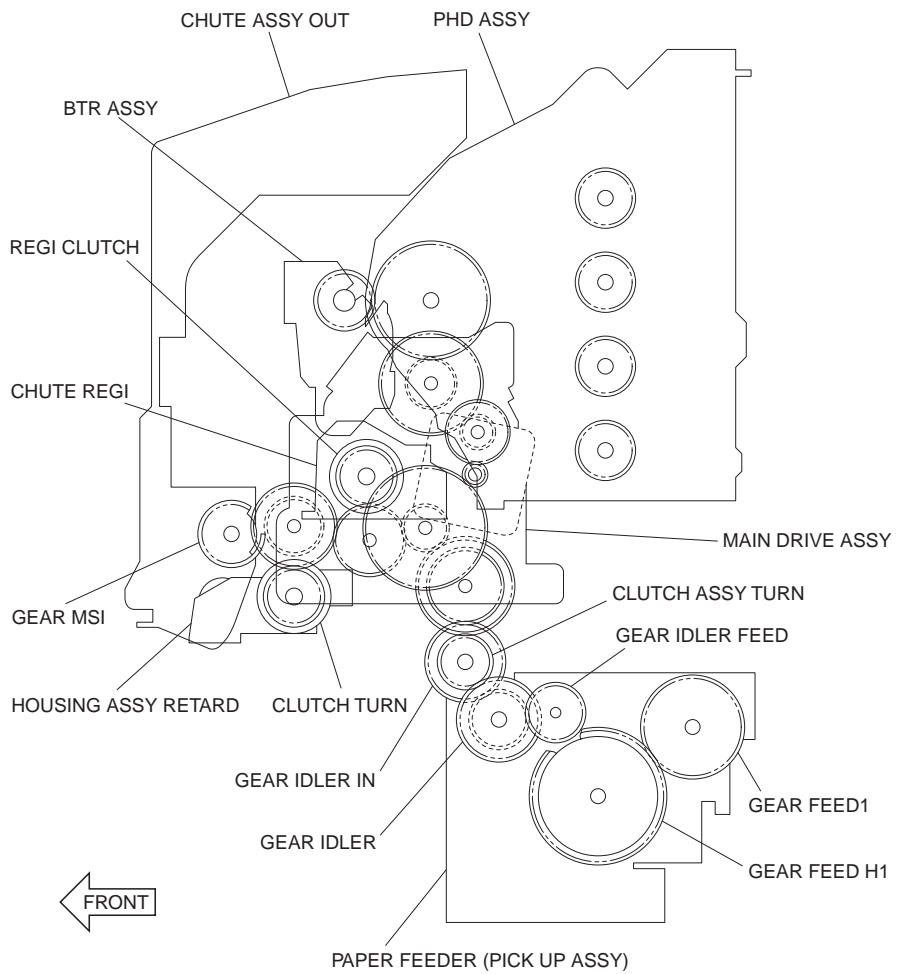 CHUTE ASSY OUT
PHD ASSY
BTR ASSY
REGI CLUTCH
CHUTE REGI
MAIN DRIVE ASSY
CLUTCH ASSY TURN
GEAR MSI
GEAR IDLER FEED
HOUSING ASSY RETARD
CLUTCH TURN
GEAR IDLER IN
GEAR FEED1
GEAR IDLER
GEAR FEED H1
FRONT
PAPER FEEDER (PICK UP ASSY)